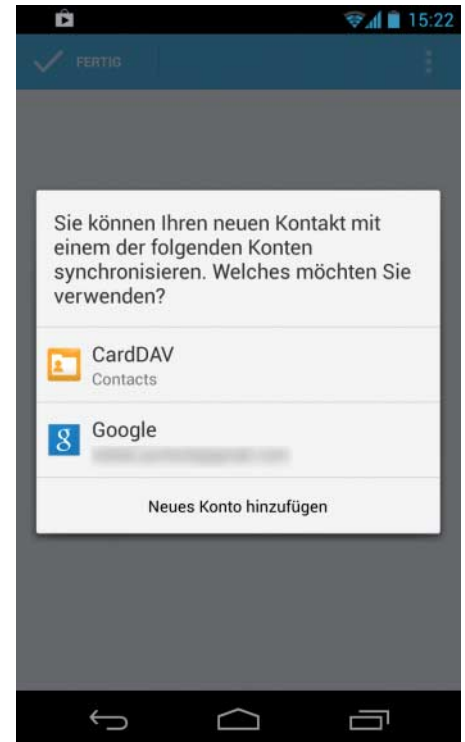 15:22
FERTIG
Sie können Ihren neuen Kontakt mit
einem der folgenden Konten
synchronisieren. Welches möchten Sie
verwenden?
CardDAV
Contacts
8
Google
Neues Konto hinzufügen